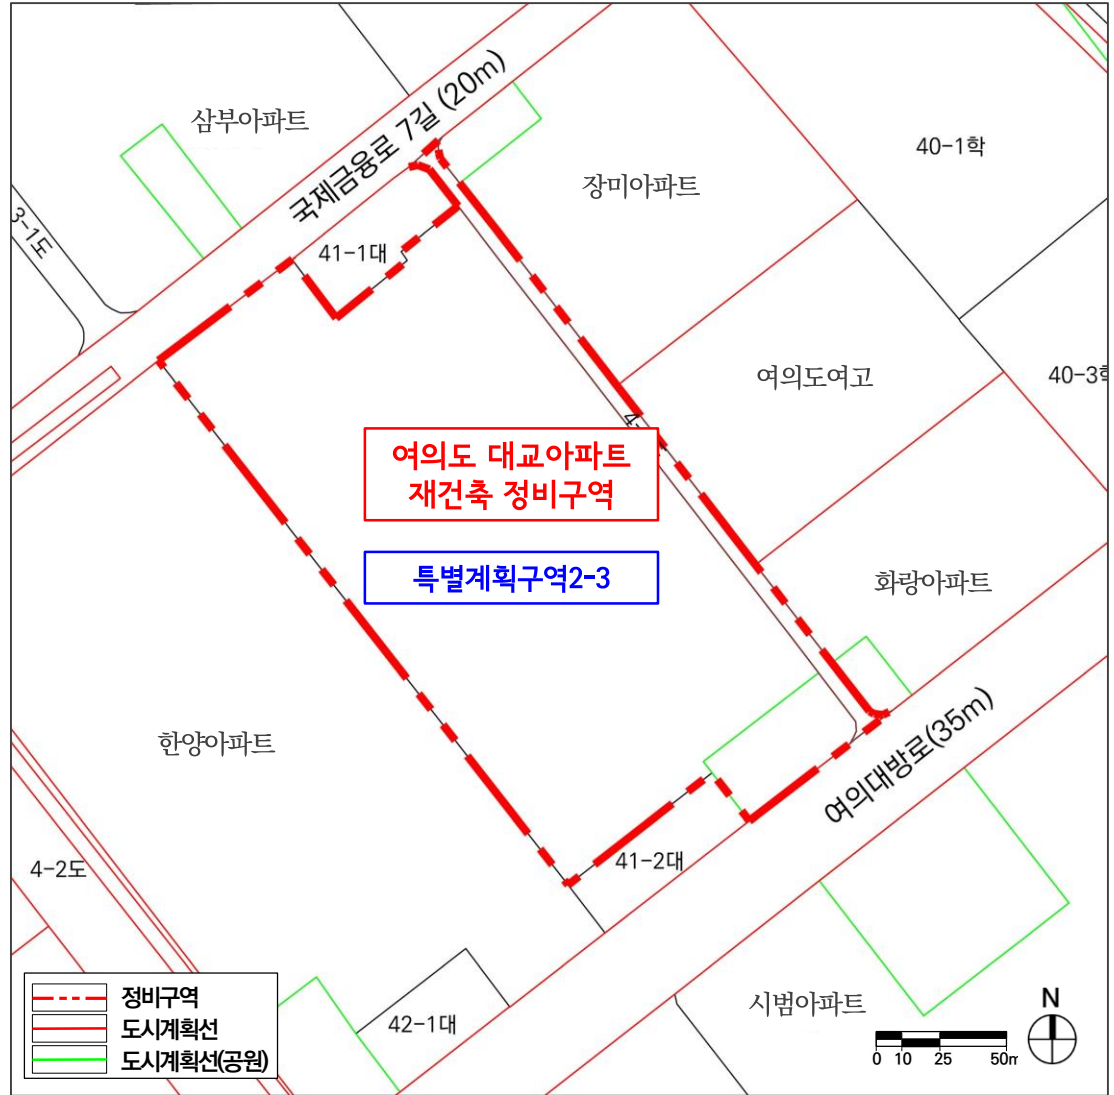 삼부아파트
국제금융로 7길 (20m)
40-1학
장미아파트
3-1도
41-1대
여의도여고
40-3학
4-
여의도 대교아파트
재건축 정비구역
특별계획구역2-3
화랑아파트
한양아파트
여의대방로(35m)
41-2대
4-2도
정비구역
도시계획선
도시계획선(공원)
42-1대
시범아파트
N
0 10 25 50m